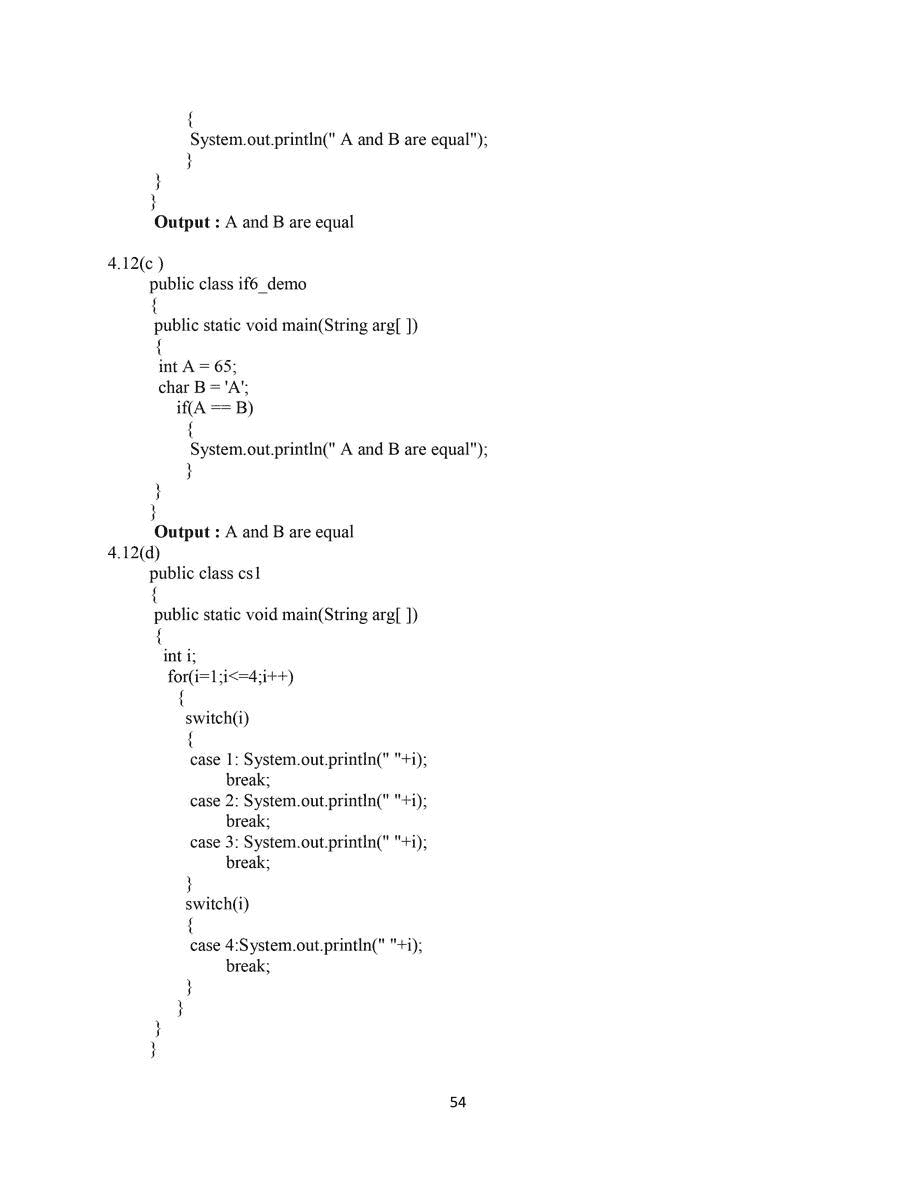 {
System.out.println(" A and B are equal");
}
}
}
Output : A and B are equal
4.12(c )
public class if6_demo
{
public static void main(String arg[ ])
{
int A = 65;
char B = 'A';
if(A == B)
{
System.out.println(" A and B are equal");
}
}
}
Output : A and B are equal
4.12(d)
public class cs1
{
public static void main(String arg[ ])
{
int i;
for(i=1;i<=4;i++)
{
switch(i)
{
case 1: System.out.println(" "+i);
break;
case 2: System.out.println(" "+i);
break;
case 3: System.out.println(" "+i);
break;
}
switch(i)
{
case 4:System.out.println(" "+i);
break;
}
}
}
}
54